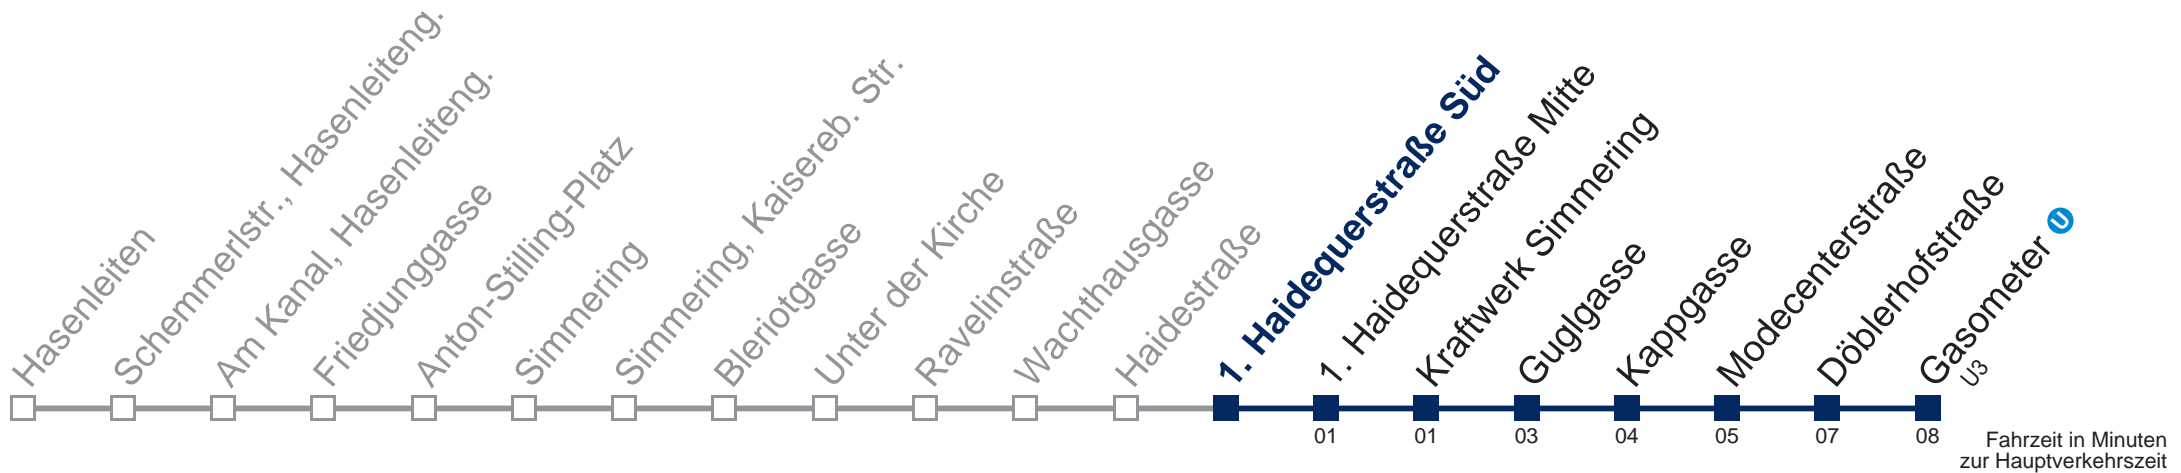 Hasenleiten
Schemmerlstr., Hasenleiteng.
Am Kanal, Hasenleiteng.
Friedjunggasse
Anton-Stilling-Platz
Simmering
Simmering, Kaisereb. Str.
Bleriotgasse
Unter der Kirche
Ravelinstraße
Wachthausgasse
Haidestraße
1. Haidequerstraße Süd
1. Haidequerstraße Mitte
Kraftwerk Simmering
Guglgasse
Kappgasse
Modecenterstraße
Döblerhofstraße
Gasometer U
U3
01 01 03 04 05 07 08
Fahrzeit in Minuten
zur Hauptverkehrszeit